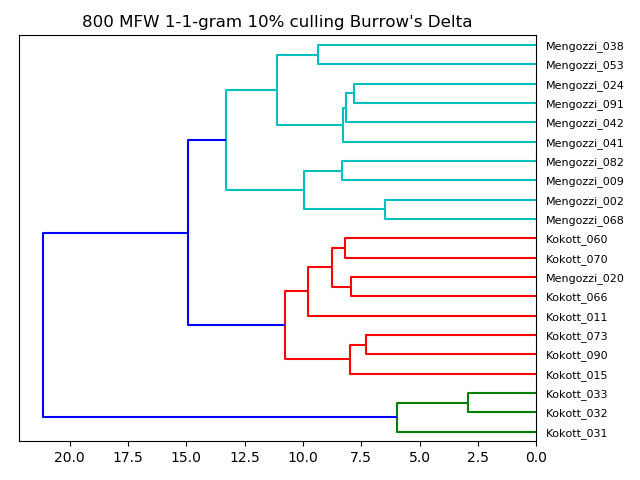 800 MFW 1-1-gram 10% culling Burrow's Delta
Mengozzi_038
Mengozzi_053
Mengozzi_024
Mengozzi_091
Mengozzi_042
Mengozzi_041
Mengozzi_082
Mengozzi_009
Mengozzi_002
Mengozzi_068
Kokott_060
Kokott_070
Mengozzi_020
Kokott_066
Kokott_011
Kokott_073
Kokott_090
Kokott_015
Kokott_033
Kokott_032
Kokott_031
20.0 17.5 15.0 12.5 10.0 7.5 5.0 2.5 0.0